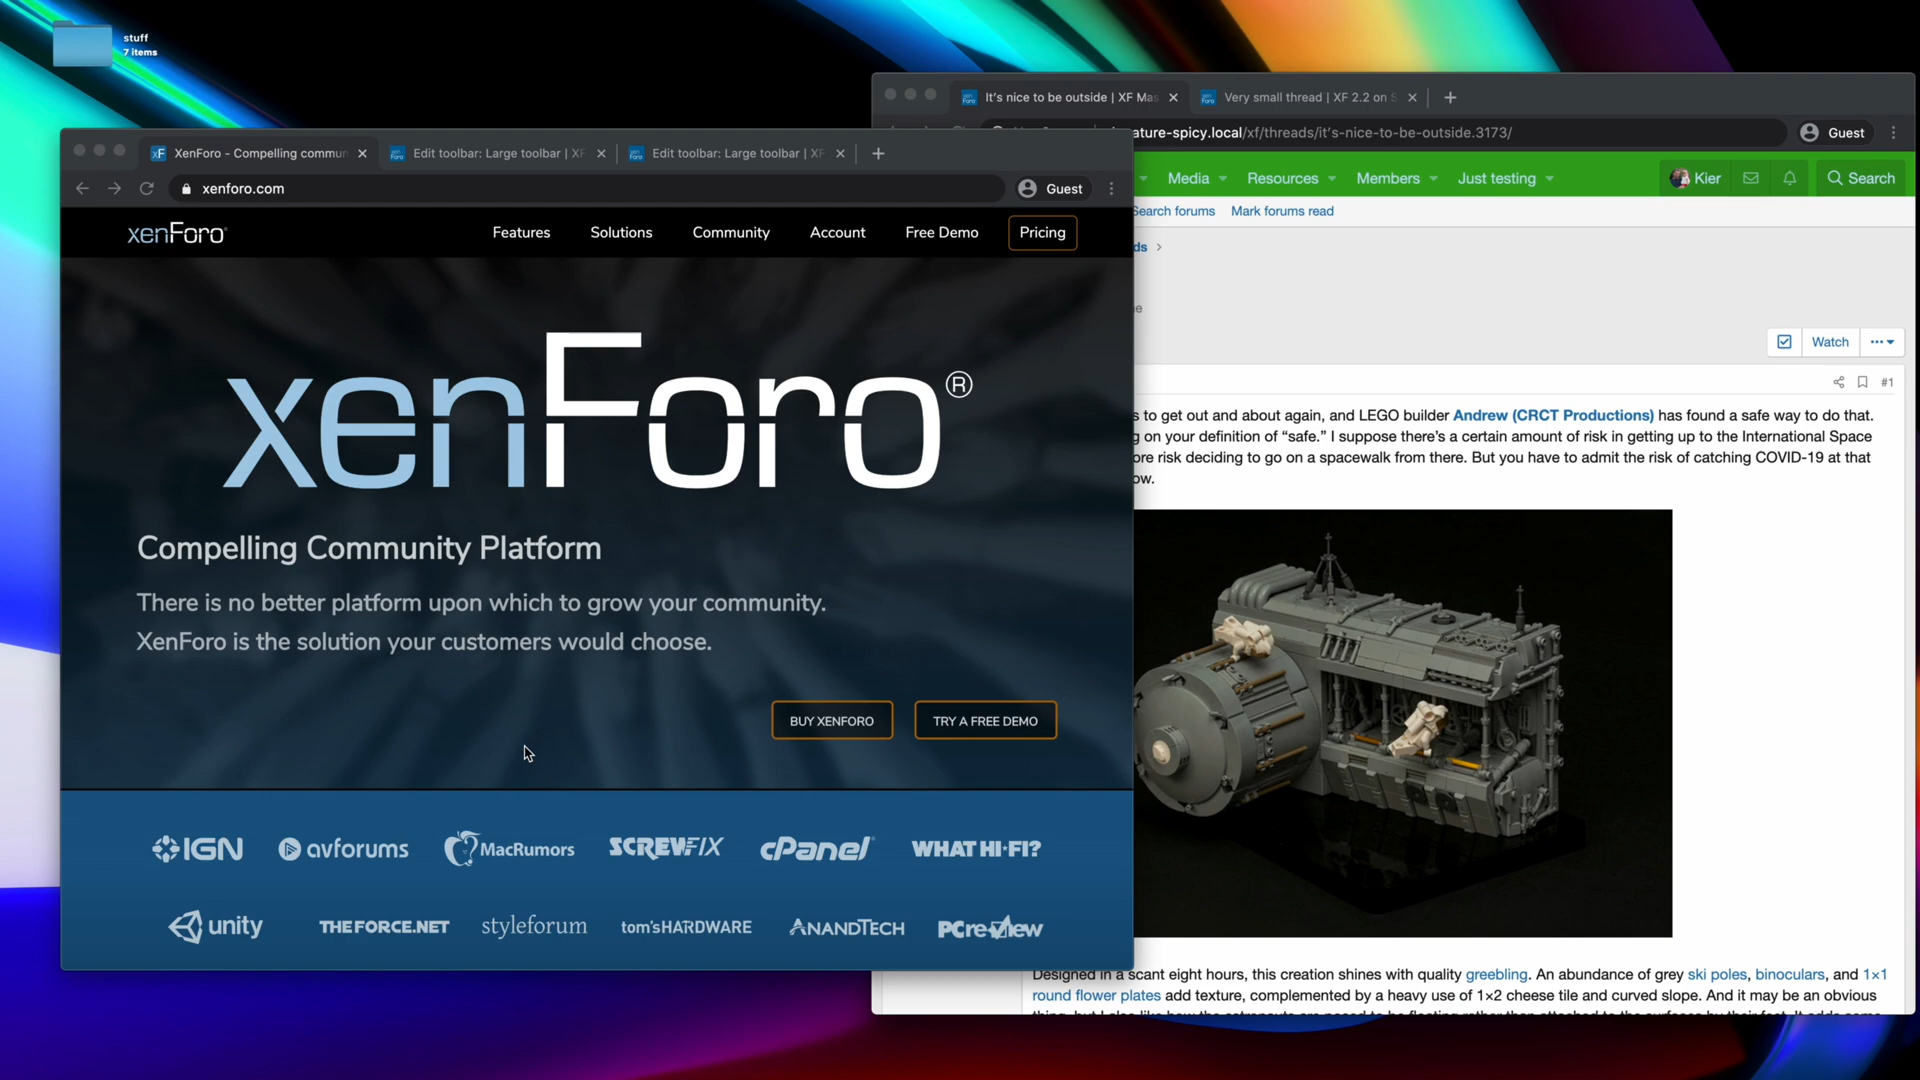 stuff
7 items
It's nice to be outside | XF Mas
Very small thread | XF 2.2 on S
ature-spicy.local/xf/threads/it's-nice-to-be-outside.3173/
Guest
Media
Resources
Members
Just testing
Kier
Search
Search forums
Mark forums read
ds
Watch
#1
s to get out and about again, and LEGO builder Andrew (CRCT Productions) has found a safe way to do that.
g on your definition of “safe.” I suppose there’s a certain amount of risk in getting up to the International Space
ore risk deciding to go on a spacewalk from there. But you have to admit the risk of catching COVID-19 at that
ow.
Designed in a scant eight hours, this creation shines with quality greebling. An abundance of grey ski poles, binoculars, and 1×1
round flower plates add texture, complemented by a heavy use of 1×2 cheese tile and curved slope. And it may be an obvious
XenForo - Compelling commun
Edit toolbar: Large toolbar | XF
Edit toolbar: Large toolbar | XF
xenforo.com
Guest
xenForo
Features
Solutions
Community
Account
Free Demo
Pricing
xenForo®
Compelling Community Platform
There is no better platform upon which to grow your community.
XenForo is the solution your customers would choose.
BUY XENFORO
TRY A FREE DEMO
IGN
avforums
MacRumors
SCREWFIX
cPanel
WHAT HI-FI?
unity
THEFORCE.NET
styleforum
tom'sHARDWARE
ANANDTECH
PCreview